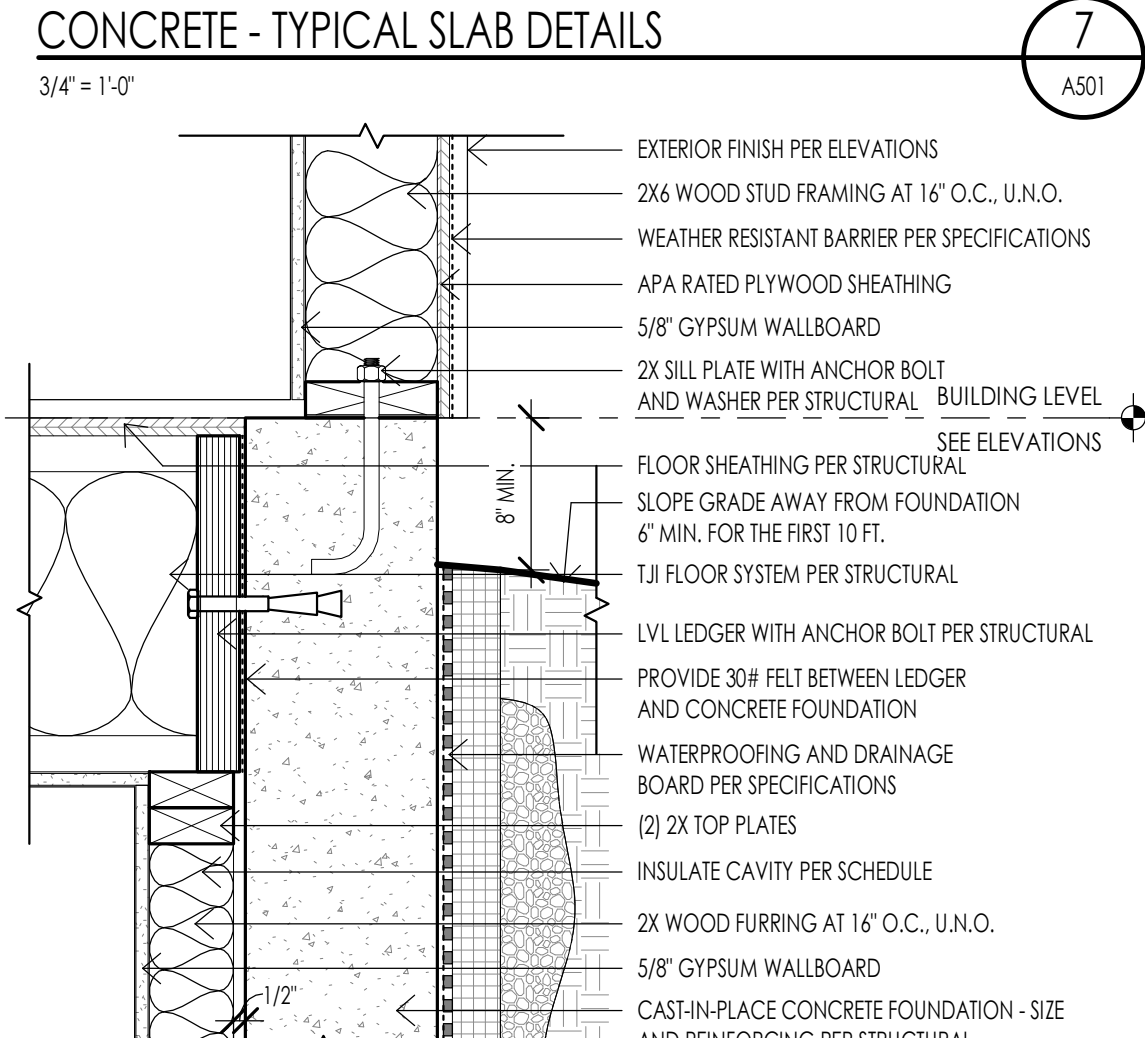 CONCRETE - TYPICAL SLAB DETAILS
7
A501
3/4" = 1'-0"
EXTERIOR FINISH PER ELEVATIONS
2X6 WOOD STUD FRAMING AT 16" O.C., U.N.O.
WEATHER RESISTANT BARRIER PER SPECIFICATIONS
APA RATED PLYWOOD SHEATHING
5/8" GYPSUM WALLBOARD
2X SILL PLATE WITH ANCHOR BOLT
AND WASHER PER STRUCTURAL
BUILDING LEVEL
SEE ELEVATIONS
FLOOR SHEATHING PER STRUCTURAL
8" MIN.
SLOPE GRADE AWAY FROM FOUNDATION
6" MIN. FOR THE FIRST 10 FT.
TJI FLOOR SYSTEM PER STRUCTURAL
LVL LEDGER WITH ANCHOR BOLT PER STRUCTURAL
PROVIDE 30# FELT BETWEEN LEDGER
AND CONCRETE FOUNDATION
WATERPROOFING AND DRAINAGE
BOARD PER SPECIFICATIONS
(2) 2X TOP PLATES
INSULATE CAVITY PER SCHEDULE
2X WOOD FURRING AT 16" O.C., U.N.O.
5/8" GYPSUM WALLBOARD
1/2"
CAST-IN-PLACE CONCRETE FOUNDATION - SIZE
AND REINFORCING PER STRUCTURAL